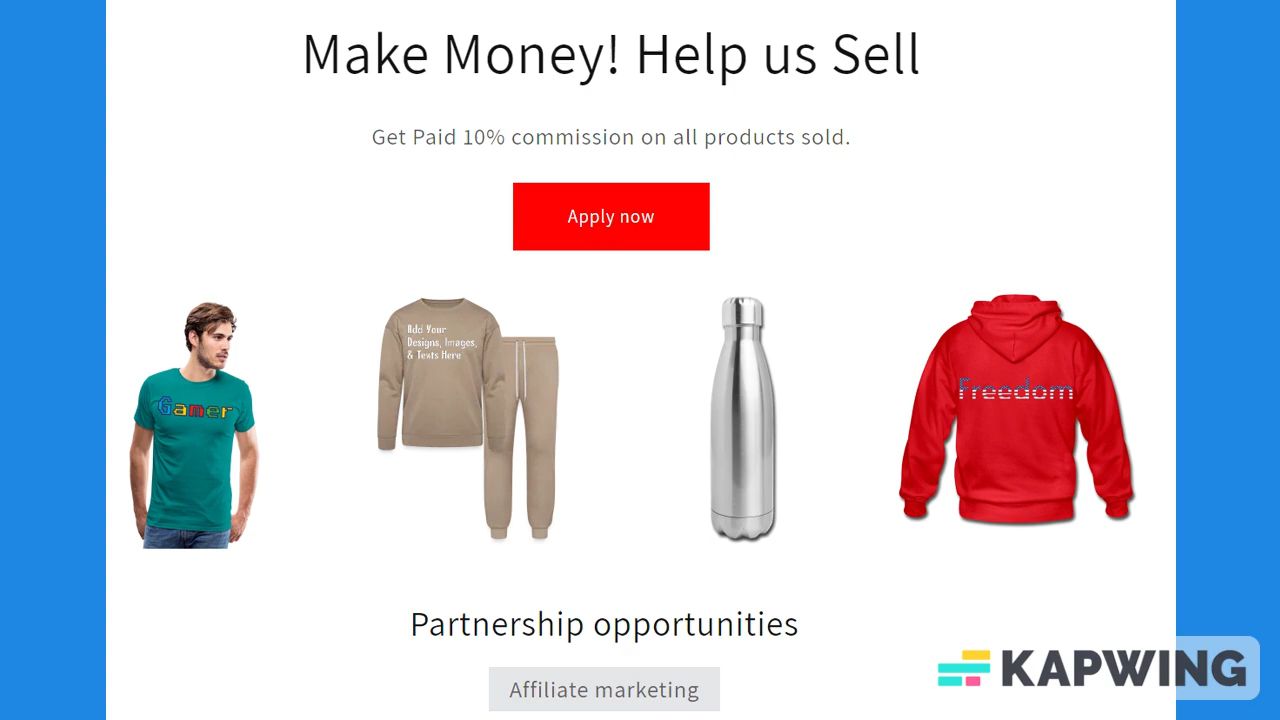 Make Money! Help us Sell
Get Paid 10% commission on all products sold.
Apply now
Gamer
Add Your
Designs, Images,
& Texts Here
Freedom
Partnership opportunities
Affiliate marketing
KAPWING